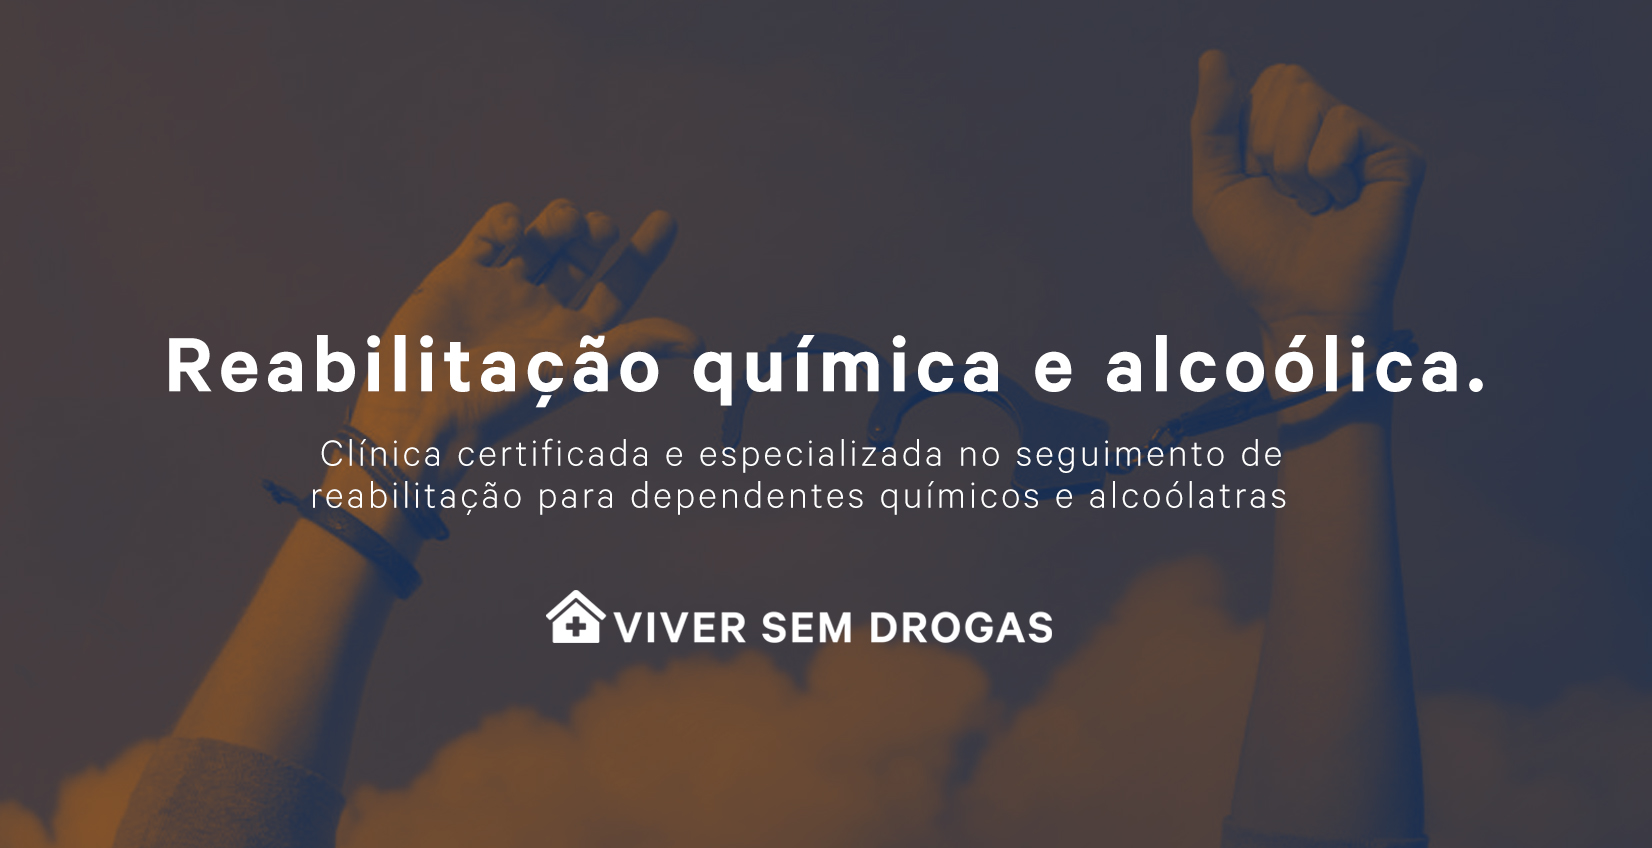 Reabilitação química e alcoólica.
Clínica certificada e especializada no seguimento de
reabilitação para dependentes químicos e alcoólatras
VIVER SEM DROGAS